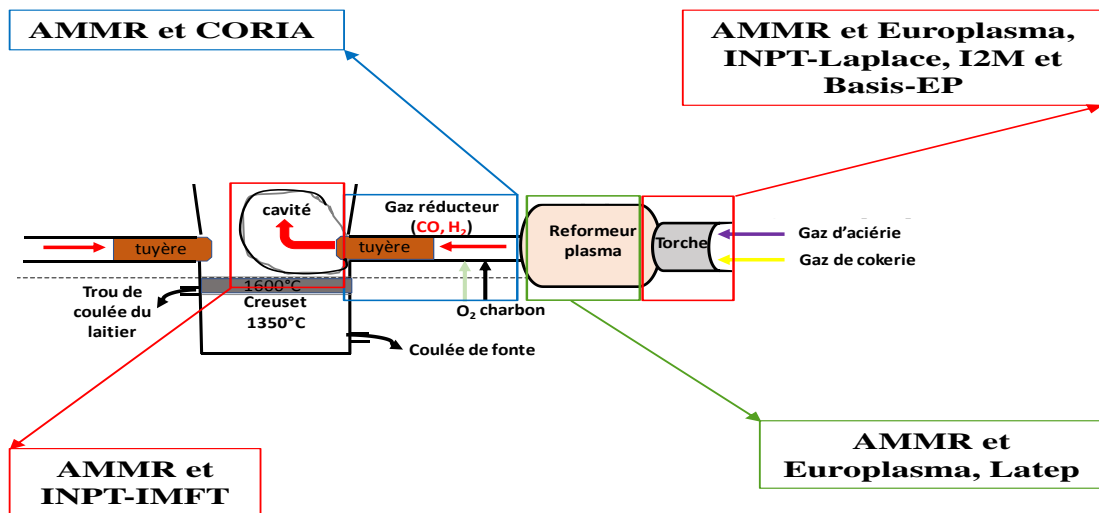 AMMR et CORIA
AMMR et Europlasma,
INPT-Laplace, I2M et
Basis-EP
cavité
Gaz réducteur
(CO, H₂)
tuyère
tuyère
Reformeur
plasma
Torche
Gaz d'aciérie
Gaz de cokerie
1600°C
Creuset
1350°C
Trou de
coulée du
laitier
O₂ charbon
Coulée de fonte
AMMR et
INPT-IMFT
AMMR et
Europlasma, Latep